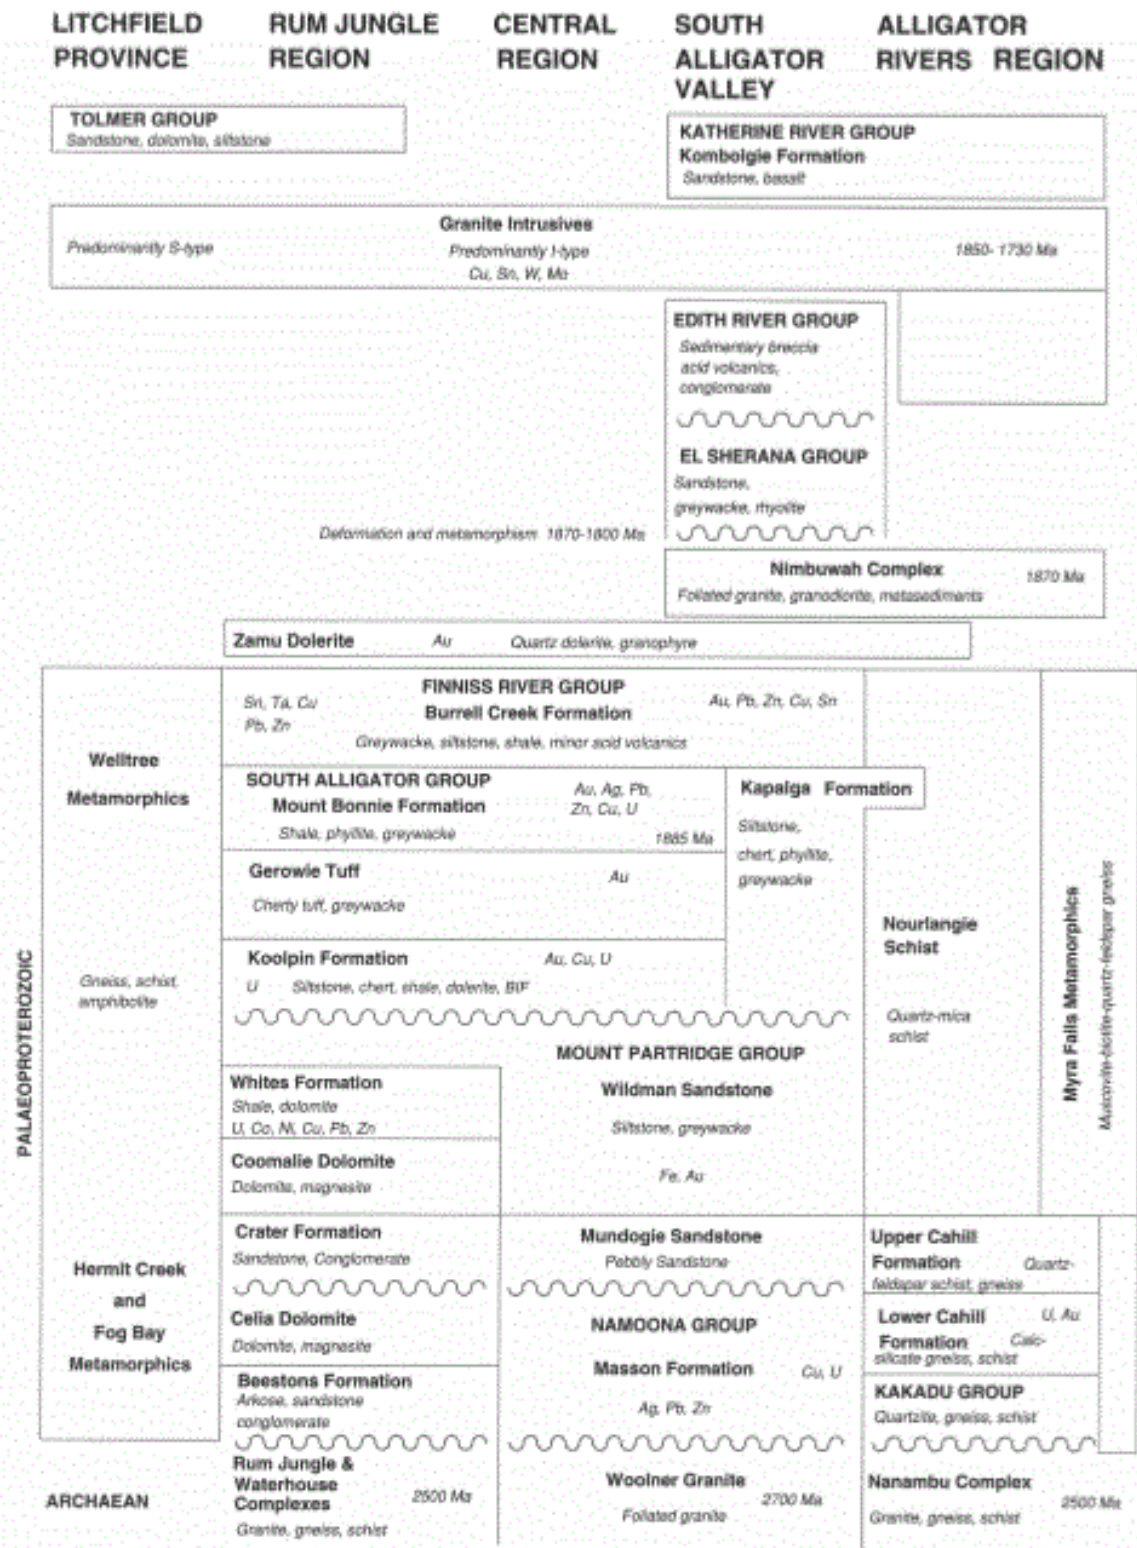 LITCHFIELD
PROVINCE
RUM JUNGLE
REGION
CENTRAL
REGION
SOUTH
ALLIGATOR
VALLEY
ALLIGATOR
RIVERS REGION
TOLMER GROUP
Sandstone, dolomite, siltstone
KATHERINE RIVER GROUP
Kombolgie Formation
Sandstone, basalt
Granite Intrusives
Predominantly S-type
Predominantly I-type
1850- 1730 Ma
Cu, Sn, W, Mo
EDITH RIVER GROUP
Sedimentary breccia
acid volcanics,
conglomerate
EL SHERANA GROUP
Sandstone,
greywacke, rhyolite
Deformation and metamorphism 1870-1800 Ma
Nimbuwah Complex
1870 Ma
Foliated granite, granodiorite, metasediments
Zamu Dolerite
Au
Quartz dolerite, granophyre
FINNISS RIVER GROUP
Burrell Creek Formation
Sn, Ta, Cu
Pb, Zn
Au, Pb, Zn, Cu, Sn
Greywacke, siltstone, shale, minor acid volcanics
Welltree
Metamorphics
SOUTH ALLIGATOR GROUP
Mount Bonnie Formation
Au, Ag, Pb,
Zn, Cu, U
Shale, phyllite, greywacke
1885 Ma
Kapalga Formation
Siltstone,
chert, phyllite,
greywacke
Gerowie Tuff
Au
Cherty tuff, greywacke
Koolpin Formation
Au, Cu, U
U Siltstone, chert, shale, dolerite, BIF
Gneiss, schist,
amphibolite
Nourlangie
Schist
Quartz-mica
schist
Myra Falls Metamorphics
Muscovite-biotite-quartz-feldspar gneiss
PALAEOPROTEROZOIC
MOUNT PARTRIDGE GROUP
Whites Formation
Shale, dolomite
U, Co, Ni, Cu, Pb, Zn
Wildman Sandstone
Siltstone, greywacke
Fe, Au
Coomalie Dolomite
Dolomite, magnesite
Crater Formation
Sandstone, Conglomerate
Mundogie Sandstone
Pebbly Sandstone
Upper Cahill
Formation Quartz-
feldspar schist, gneiss
Hermit Creek
and
Fog Bay
Metamorphics
Celia Dolomite
Dolomite, magnesite
NAMOONA GROUP
Masson Formation
Cu, U
Ag, Pb, Zn
Lower Cahill U, Au
Formation Calc-
silicate gneiss, schist
Beestons Formation
Arkose, sandstone
conglomerate
KAKADU GROUP
Quartzite, gneiss, schist
ARCHAEAN
Rum Jungle &
Waterhouse
Complexes
2500 Ma
Granite, gneiss, schist
Woolner Granite
2700 Ma
Foliated granite
Nanambu Complex
2500 Ma
Granite, gneiss, schist